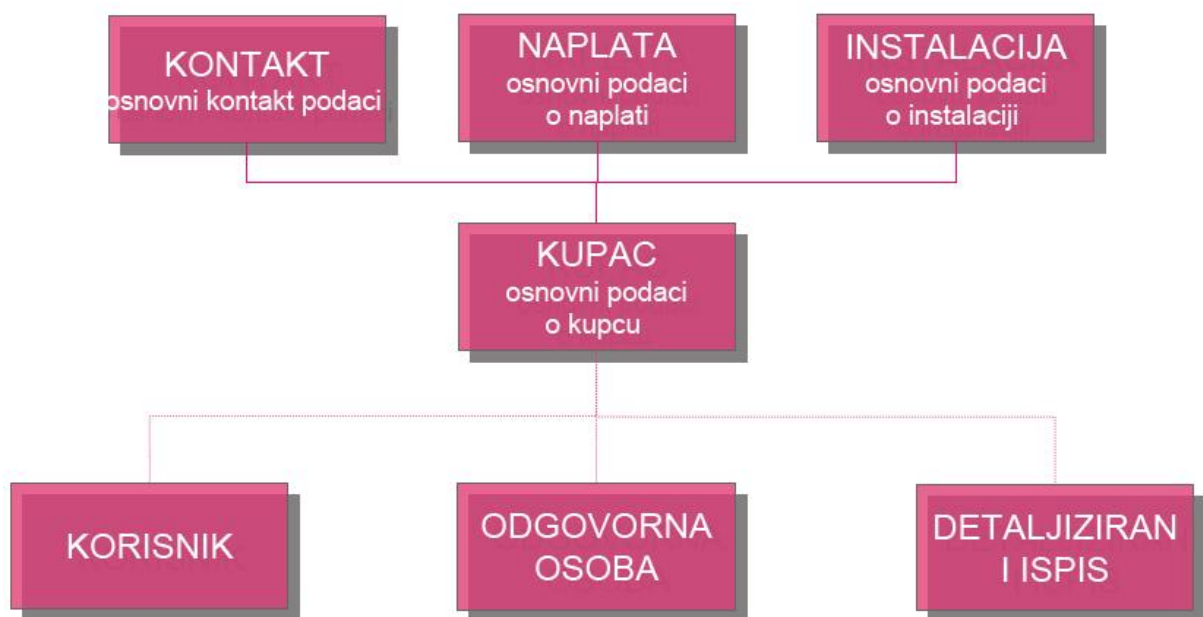 KONTAKT
osnovni kontakt podaci
NAPLATA
osnovni podaci
o naplati
INSTALACIJA
osnovni podaci
o instalaciji
KUPAC
osnovni podaci
o kupcu
KORISNIK
ODGOVORNA
OSOBA
DETALJIZIRAN
I ISPIS